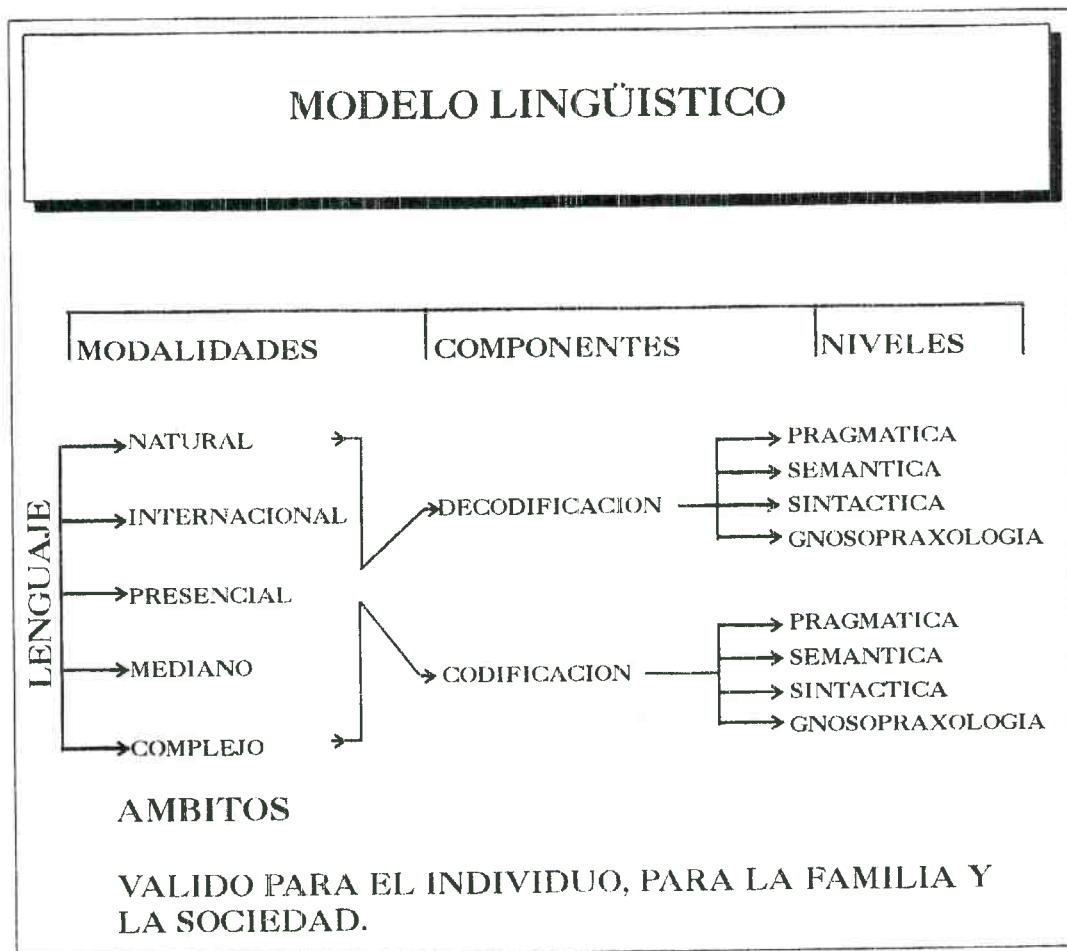 MODELO LINGÜISTICO
MODALIDADES
COMPONENTES
NIVELES
LENGUAJE
NATURAL
INTERNACIONAL
PRESENCIAL
MEDIANO
COMPLEJO
DECODIFICACION
PRAGMATICA
SEMANTICA
SINTACTICA
GNOSOPRAXOLOGIA
CODIFICACION
PRAGMATICA
SEMANTICA
SINTACTICA
GNOSOPRAXOLOGIA
AMBITOS
VALIDO PARA EL INDIVIDUO, PARA LA FAMILIA Y
LA SOCIEDAD.